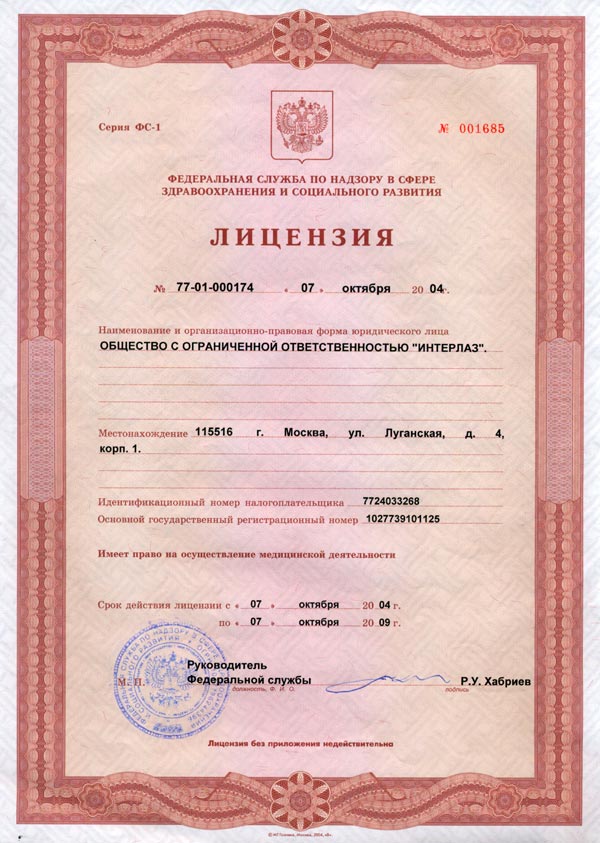 Серия ФС-1
№ 001685
ФЕДЕРАЛЬНАЯ СЛУЖБА ПО НАДЗОРУ В СФЕРЕ
ЗДРАВООХРАНЕНИЯ И СОЦИАЛЬНОГО РАЗВИТИЯ
ЛИЦЕНЗИЯ
№ 77-01-000174 « 07 » октября 20 04 г.
Наименование и организационно-правовая форма юридического лица
ОБЩЕСТВО С ОГРАНИЧЕННОЙ ОТВЕТСТВЕННОСТЬЮ "ИНТЕРЛАЗ".
Местонахождение 115516 г. Москва, ул. Луганская, д. 4,
корп. 1.
Идентификационный номер налогоплательщика 7724033268
Основной государственный регистрационный номер 1027739101125
Имеет право на осуществление медицинской деятельности
Срок действия лицензии с « 07 » октября 20 04 г.
по « 07 » октября 20 09 г.
Руководитель
М. П. Федеральной службы Р.У. Хабриев
должность, Ф. И. О. подпись
Лицензия без приложения недействительна